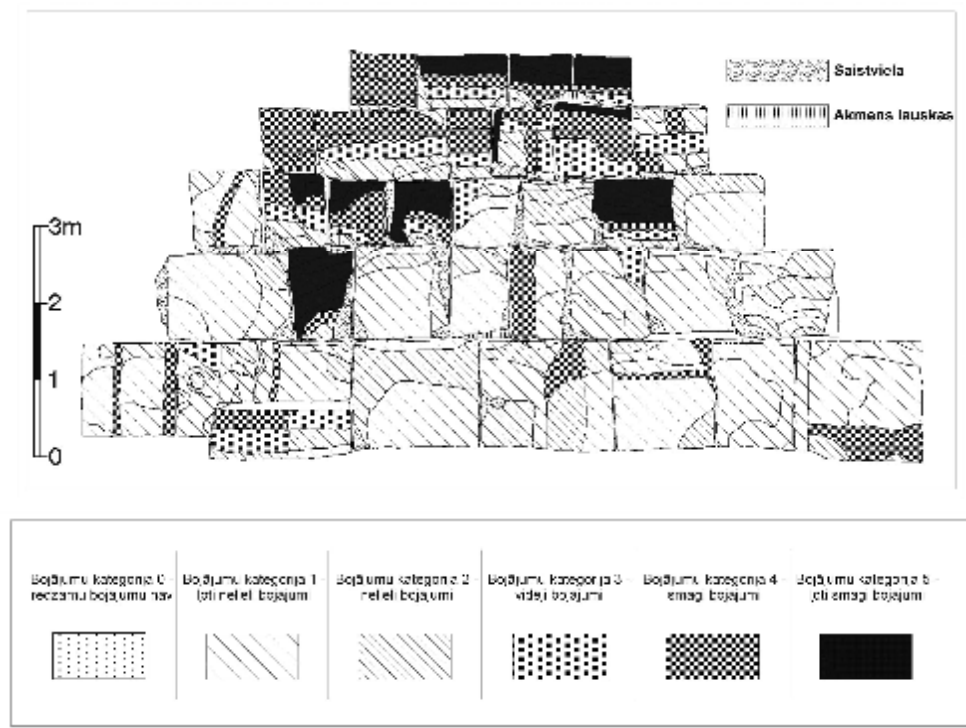 Saistviela
Akmens lauskas
3m
2
1
0
Bojājumu kategorija 0 -
redzamu bojājumu nav
Bojājumu kategorija 1 -
ļoti nelieli bojājumi
Bojājumu kategorija 2 -
nelieli bojājumi
Bojājumu kategorija 3 -
vidēji bojājumi
Bojājumu kategorija 4 -
smagi bojājumi
Bojājumu kategorija 5 -
ļoti smagi bojājumi